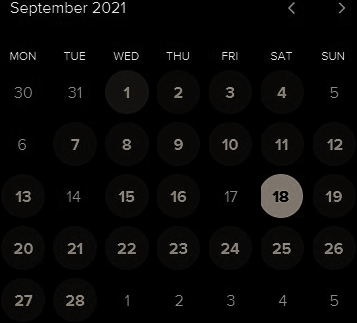 September 2021
MON TUE WED THU FRI SAT SUN
30 31 1 2 3 4 5
6 7 8 9 10 11 12
13 14 15 16 17 18 19
20 21 22 23 24 25 26
27 28 1 2 3 4 5